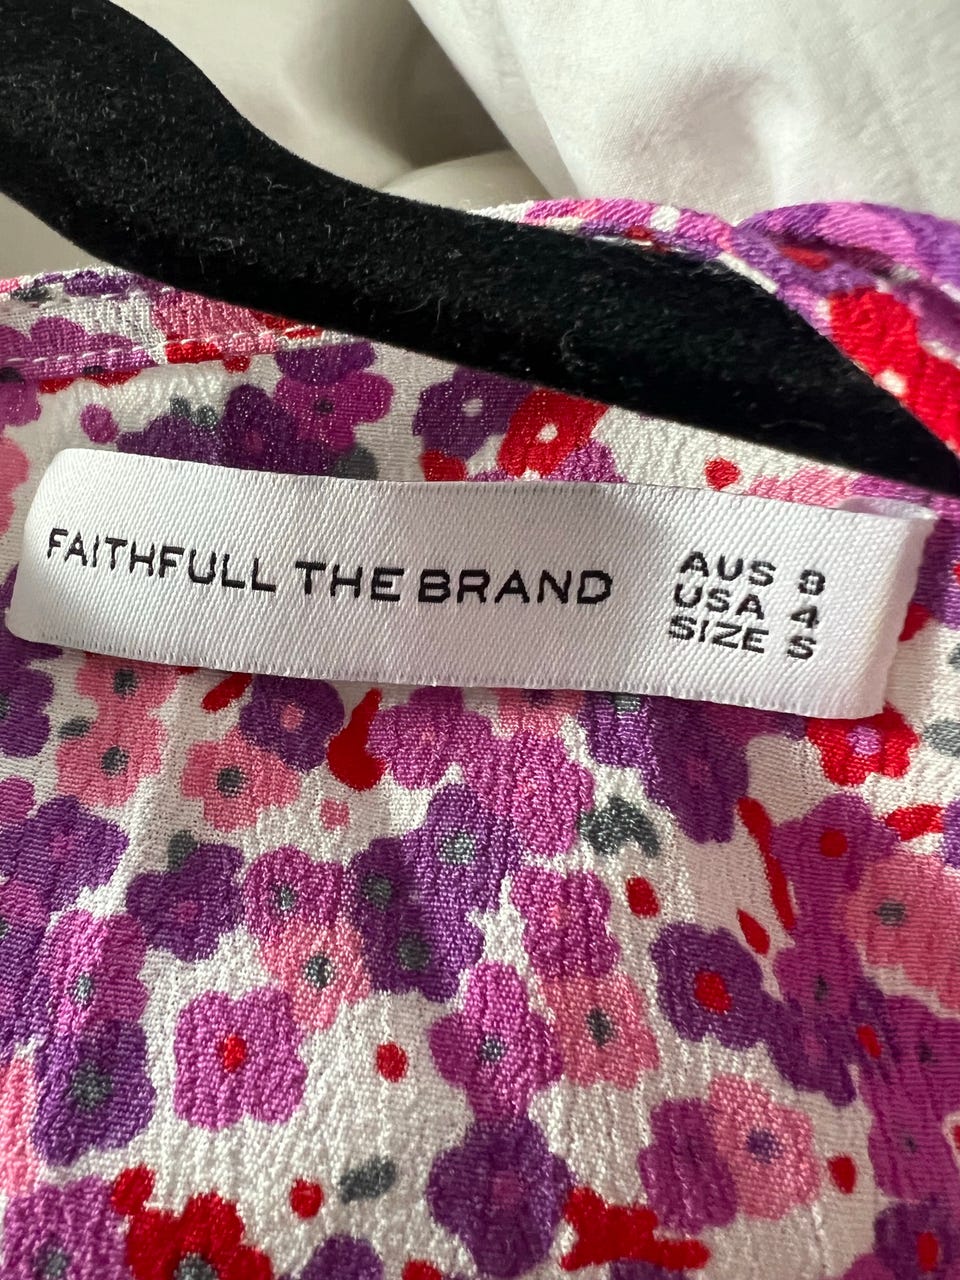 FAITHFULL THE BRAND
AUS 8
USA 4
SIZE S